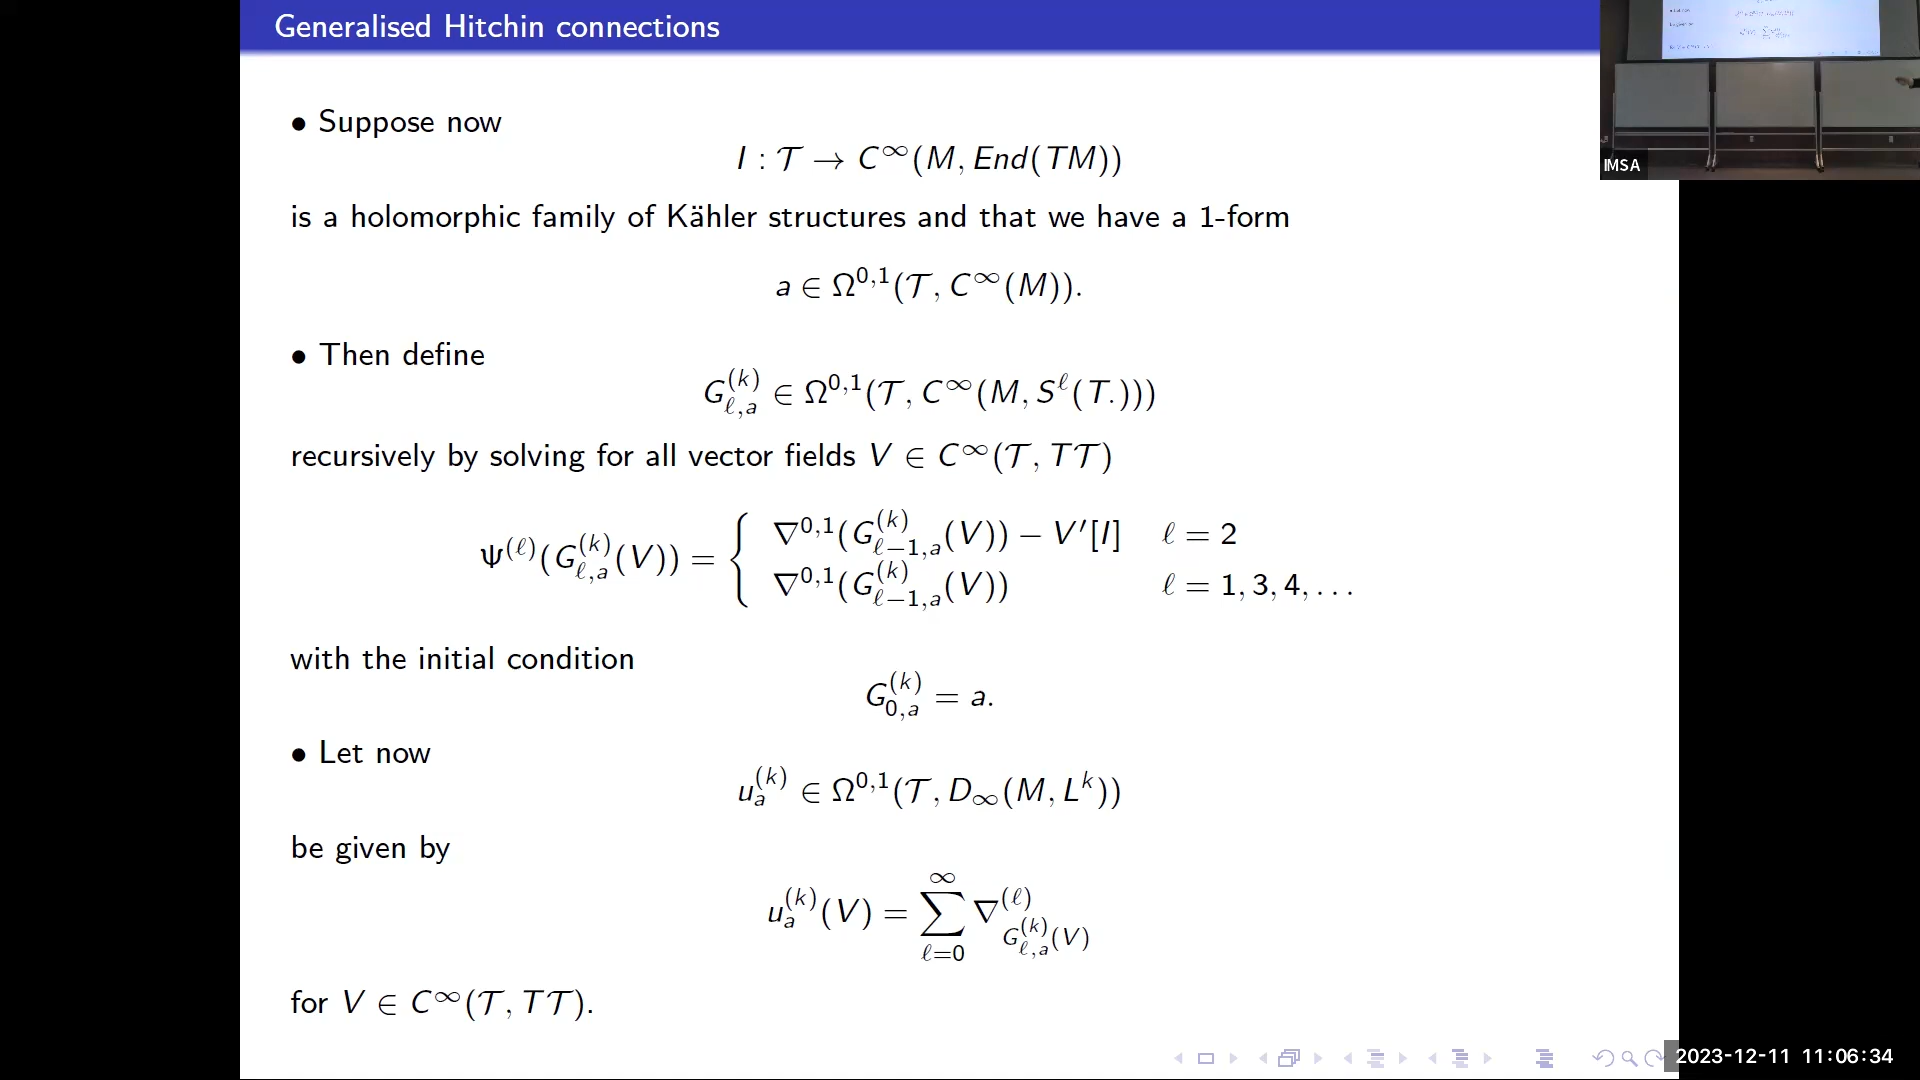 Generalised Hitchin connections
• Suppose now
I : 𝒯 → C^∞(M, End(TM))
is a holomorphic family of Kähler structures and that we have a 1-form
a ∈ Ω^{0,1}(𝒯, C^∞(M)).
• Then define
G^{(k)}_{ℓ,a} ∈ Ω^{0,1}(𝒯, C^∞(M, S^ℓ(T.)))
recursively by solving for all vector fields V ∈ C^∞(𝒯, T𝒯)
Ψ^{(ℓ)}(G^{(k)}_{ℓ,a}(V)) = { ∇^{0,1}(G^{(k)}_{ℓ-1,a}(V)) − V′[I] ℓ = 2
∇^{0,1}(G^{(k)}_{ℓ-1,a}(V)) ℓ = 1, 3, 4, . . .
with the initial condition
G^{(k)}_{0,a} = a.
• Let now
u^{(k)}_a ∈ Ω^{0,1}(𝒯, D_∞(M, L^k))
be given by
u^{(k)}_a(V) = ∑_{ℓ=0}^{∞} ∇^{(ℓ)}_{G^{(k)}_{ℓ,a}(V)}
for V ∈ C^∞(𝒯, T𝒯).
IMSA
2023-12-11 11:06:34